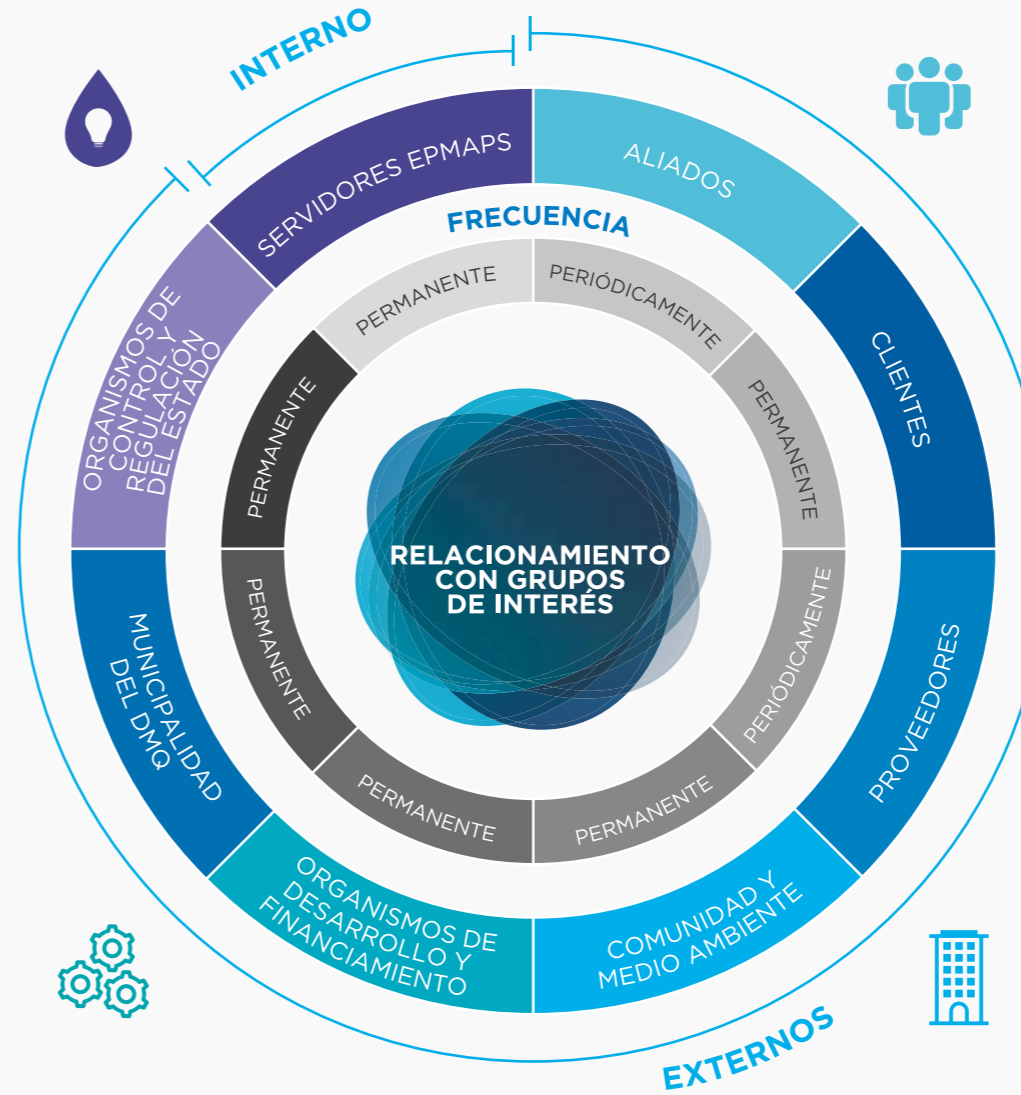 INTERNO
SERVIDORES EPMAPS
ALIADOS
CLIENTES
PROVEEDORES
COMUNIDAD Y
MEDIO AMBIENTE
ORGANISMOS DE
DESARROLLO Y
FINANCIAMIENTO
MUNICIPALIDAD
DEL DMQ
ORGANISMOS DE
CONTROL Y
REGULACIÓN
DEL ESTADO
FRECUENCIA
PERMANENTE
PERIÓDICAMENTE
PERMANENTE
PERIÓDICAMENTE
PERMANENTE
PERMANENTE
PERMANENTE
PERMANENTE
RELACIONAMIENTO
CON GRUPOS
DE INTERÉS
EXTERNOS